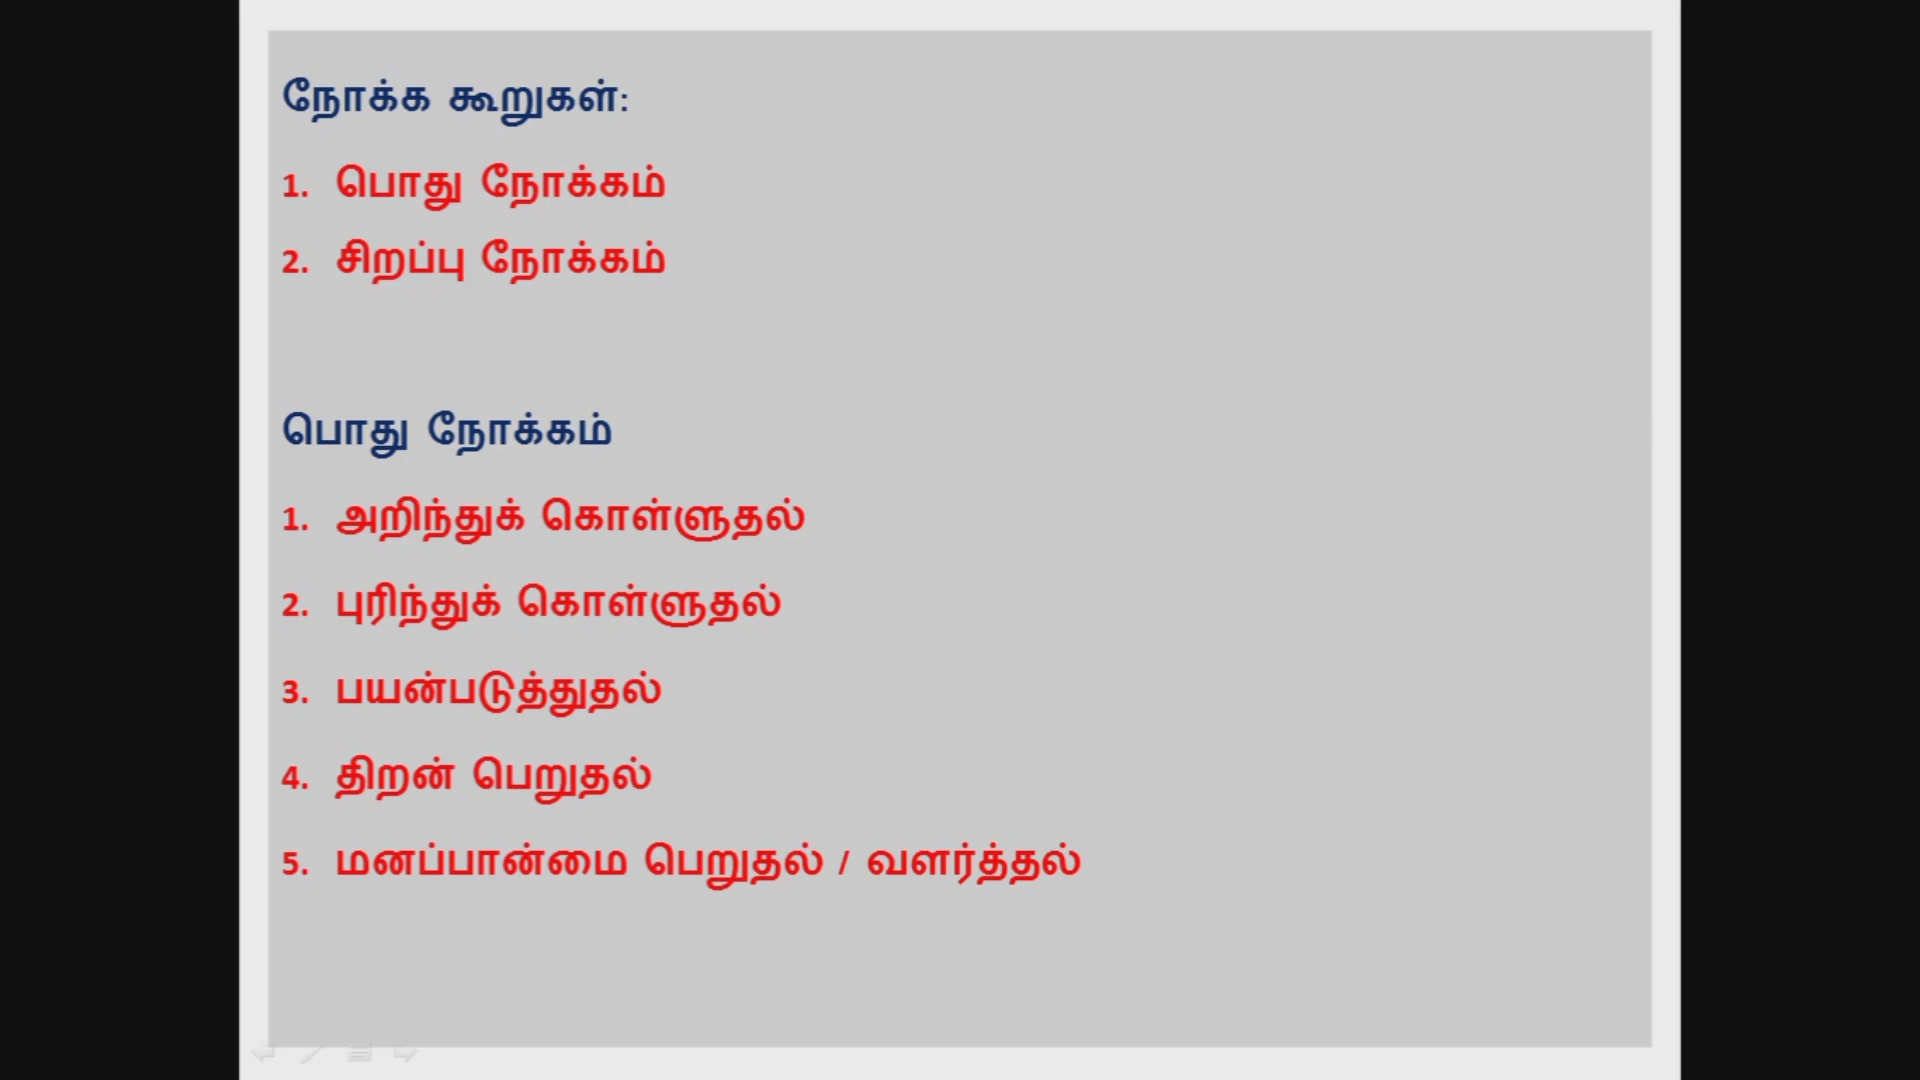 நோக்க கூறுகள்:
1. பொது நோக்கம்
2. சிறப்பு நோக்கம்
பொது நோக்கம்
1. அறிந்துக் கொள்ளுதல்
2. புரிந்துக் கொள்ளுதல்
3. பயன்படுத்துதல்
4. திறன் பெறுதல்
5. மனப்பான்மை பெறுதல் / வளர்த்தல்